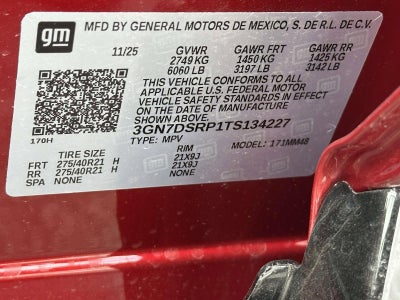 gm
MFD BY GENERAL MOTORS DE MEXICO, S. DE R.L. DE C.V.
11/25 GVWR GAWR FRT GAWR RR
2749 KG 1450 KG 1425 KG
6060 LB 3197 LB 3142 LB
THIS VEHICLE CONFORMS TO ALL
APPLICABLE U.S. FEDERAL MOTOR
VEHICLE SAFETY STANDARDS IN EFFECT
ON THE DATE OF MANUFACTURE
SHOWN ABOVE.
3GN7DSRP1TS134227
170H TYPE: MPV MODEL: 171MM48
TIRE SIZE RIM
FRT 275/40R21 H 21X9J
RR 275/40R21 H 21X9J
SPA NONE NONE